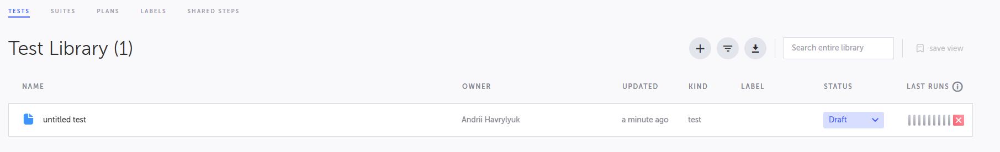 TESTS SUITES PLANS LABELS SHARED STEPS
Test Library (1) Search entire library save view
NAME OWNER UPDATED KIND LABEL STATUS LAST RUNS
untitled test Andrii Havrylyuk a minute ago test Draft